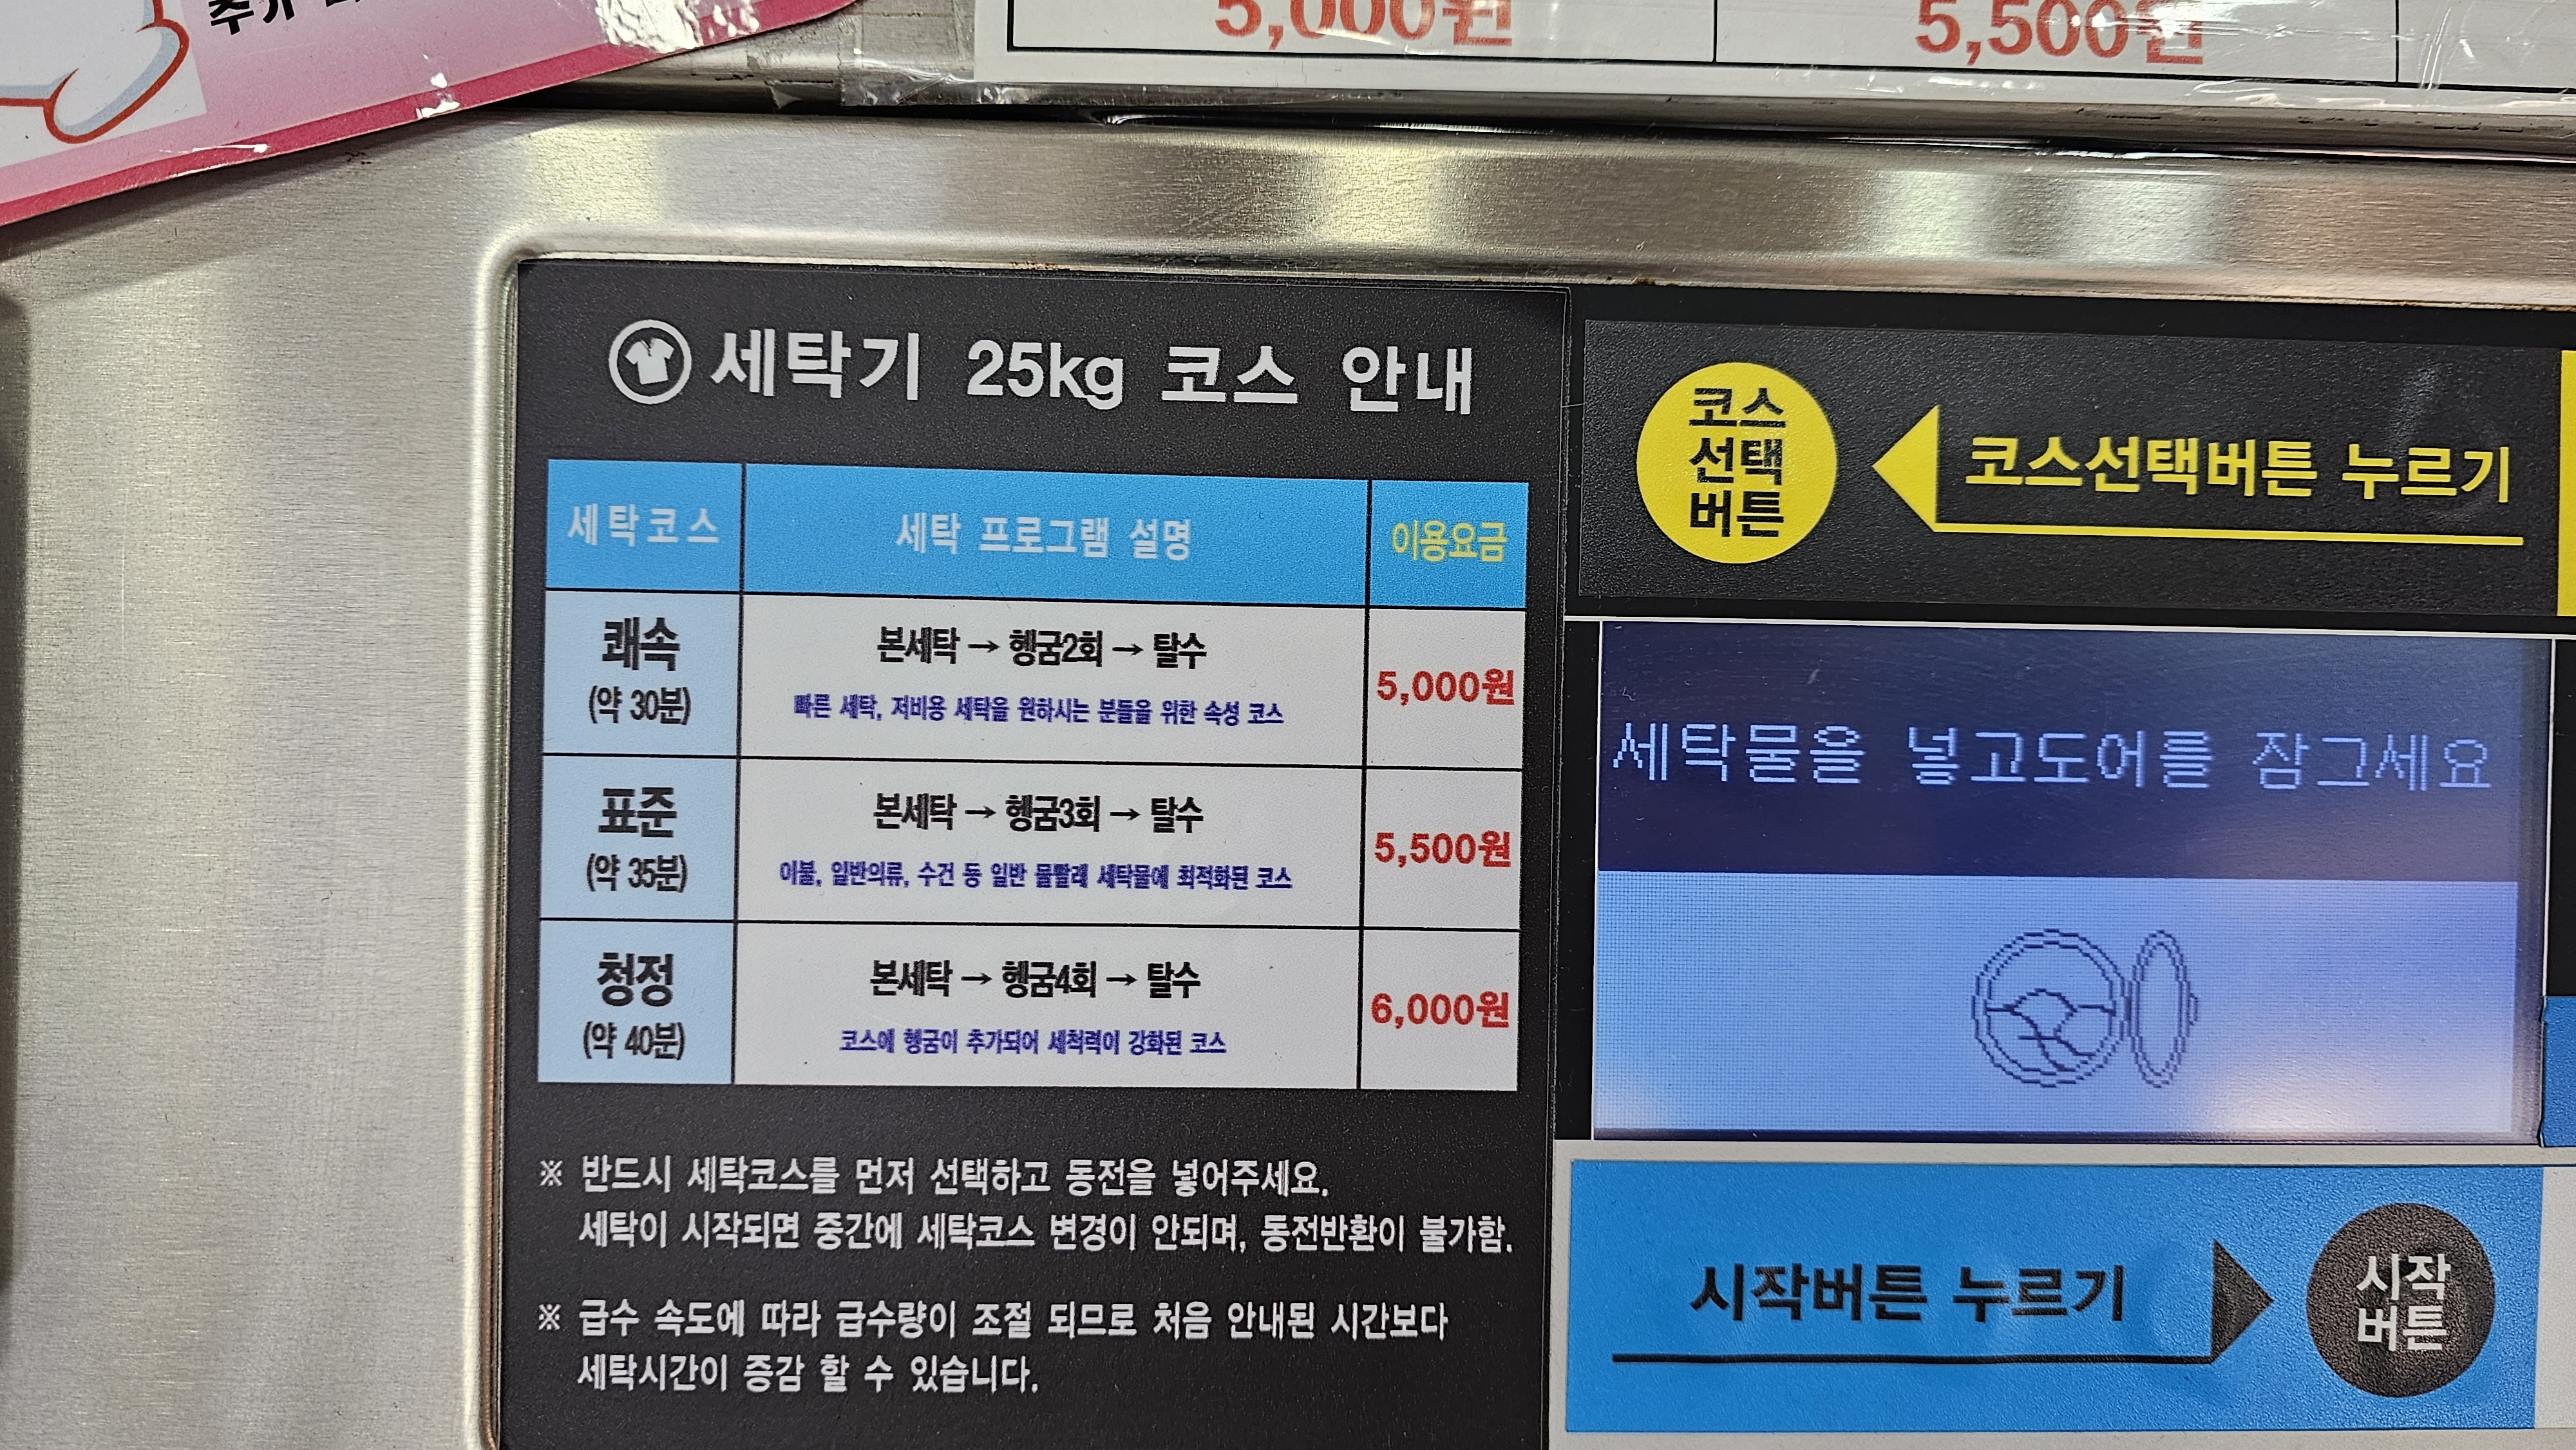 추가
5,000원
5,500원
세탁기 25kg 코스 안내
세탁코스 세탁 프로그램 설명 이용요금
쾌속
(약 30분)
본세탁 → 헹굼2회 → 탈수
빠른 세탁, 저비용 세탁을 원하시는 분들을 위한 속성 코스
5,000원
표준
(약 35분)
본세탁 → 헹굼3회 → 탈수
이불, 일반의류, 수건 등 일반 물빨래 세탁물에 최적화된 코스
5,500원
청정
(약 40분)
본세탁 → 헹굼4회 → 탈수
코스에 헹굼이 추가되어 세척력이 강화된 코스
6,000원
※ 반드시 세탁코스를 먼저 선택하고 동전을 넣어주세요.
세탁이 시작되면 중간에 세탁코스 변경이 안되며, 동전반환이 불가함.
※ 급수 속도에 따라 급수량이 조절 되므로 처음 안내된 시간보다
세탁시간이 증감 할 수 있습니다.
코스
선택
버튼
코스선택버튼 누르기
세탁물을 넣고도어를 잠그세요
시작버튼 누르기
시작
버튼